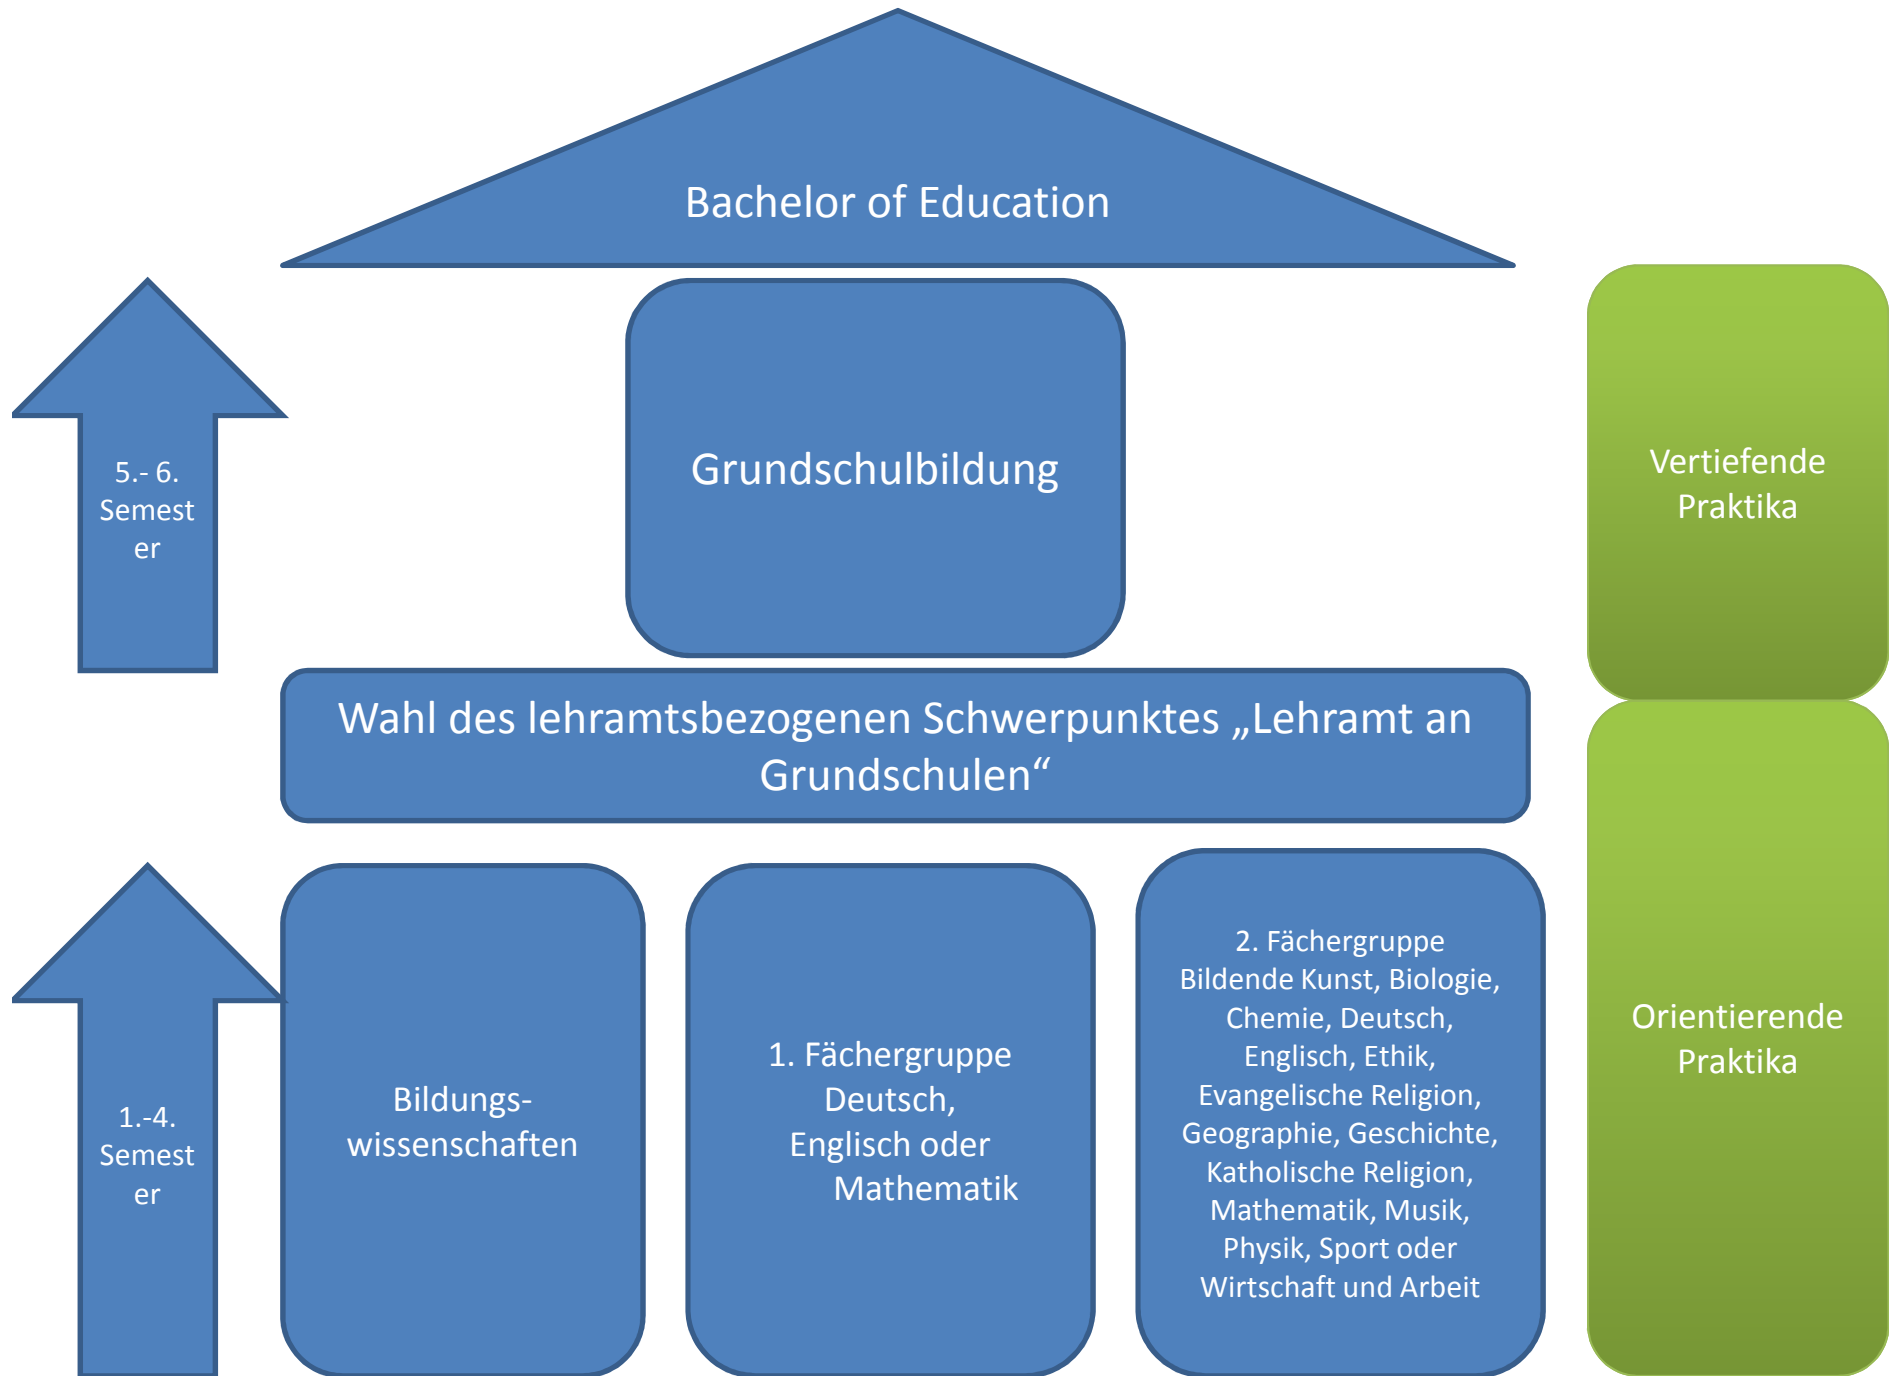 Bachelor of Education
5.- 6.
Semest
er
Grundschulbildung
Vertiefende
Praktika
Wahl des lehramtsbezogenen Schwerpunktes „Lehramt an
Grundschulen“
1.-4.
Semest
er
Bildungs-
wissenschaften
1. Fächergruppe
Deutsch,
Englisch oder
Mathematik
2. Fächergruppe
Bildende Kunst, Biologie,
Chemie, Deutsch,
Englisch, Ethik,
Evangelische Religion,
Geographie, Geschichte,
Katholische Religion,
Mathematik, Musik,
Physik, Sport oder
Wirtschaft und Arbeit
Orientierende
Praktika